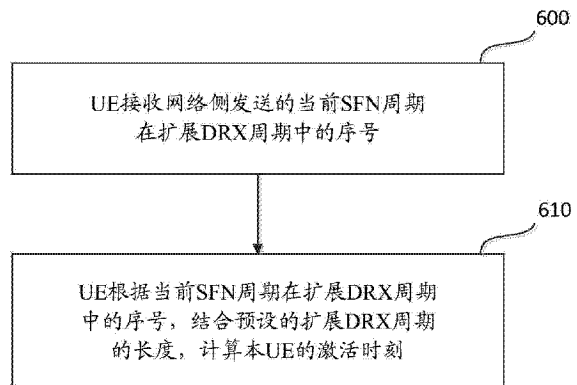 600
UE接收网络侧发送的当前SFN周期
在扩展DRX周期中的序号
610
UE根据当前SFN周期在扩展DRX周期
中的序号，结合预设的扩展DRX周期
的长度，计算本UE的激活时刻